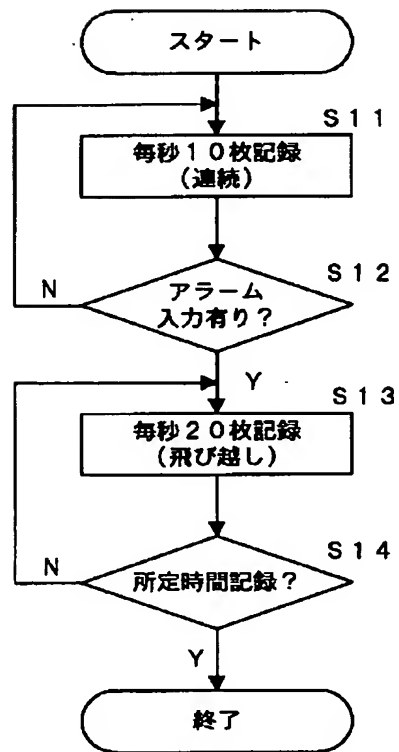 スタート
S11
毎秒10枚記録
(連続)
S12
N
アラーム
入力有り?
Y
S13
毎秒20枚記録
(飛び越し)
S14
N
所定時間記録?
Y
終了